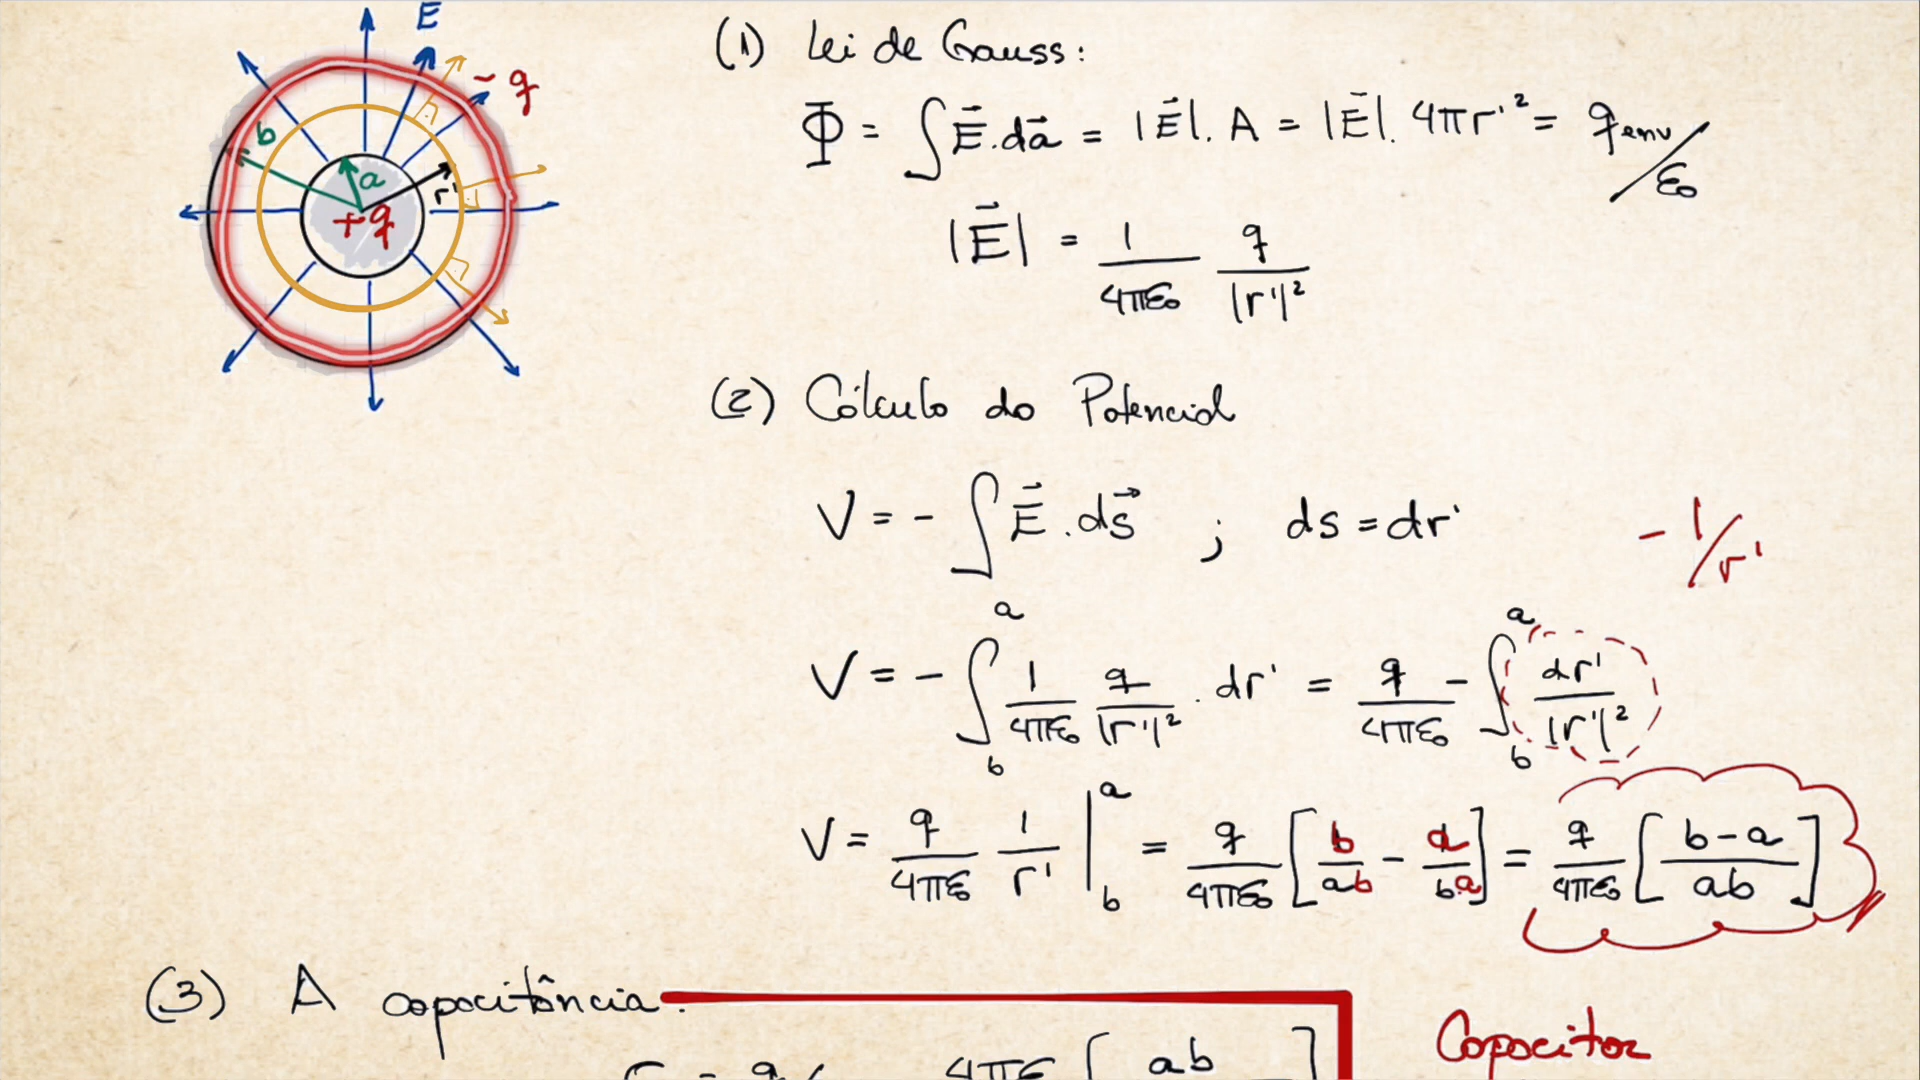 E
- q
b
a
r'
+q
(1) Lei de Gauss:
Φ = ∫ E⃗ . da⃗ = |E⃗| . A = |E⃗| . 4πr'² = q env / ε₀
|E⃗| = 1/4πε₀ q/|r'|²
(2) Cálculo do Potencial
V = - ∫ E⃗ . ds⃗ ; ds = dr'
- 1/r'
V = - ∫_b^a 1/4πε₀ q/|r'|² . dr' = q/4πε₀ - ∫_b^a dr'/|r'|²
V = q/4πε₀ 1/r' |_b^a = q/4πε₀ [b/ab - a/ba] = q/4πε₀ [b-a/ab]
(3) A capacitância.
Capacitor
ab